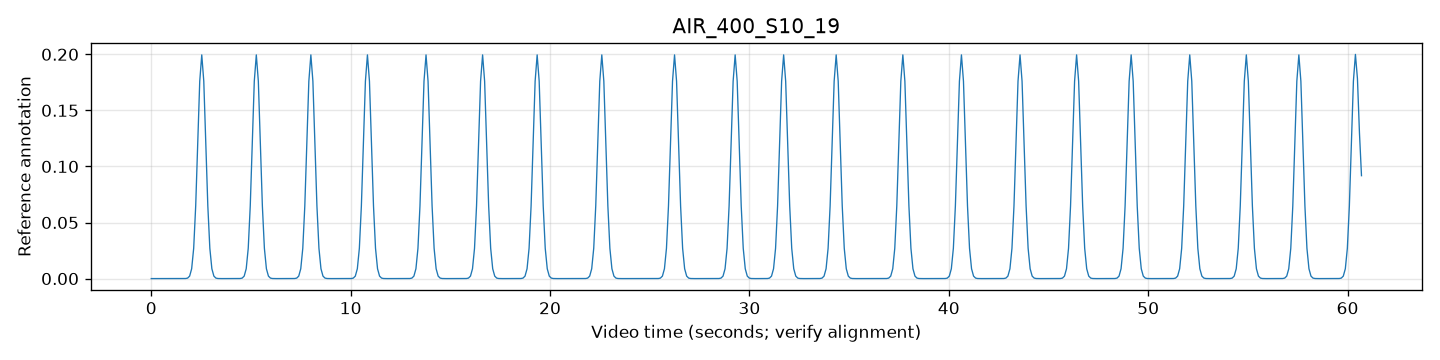 AIR_400_S10_19
Reference annotation
0.20
0.15
0.10
0.05
0.00
0 10 20 30 40 50 60
Video time (seconds; verify alignment)